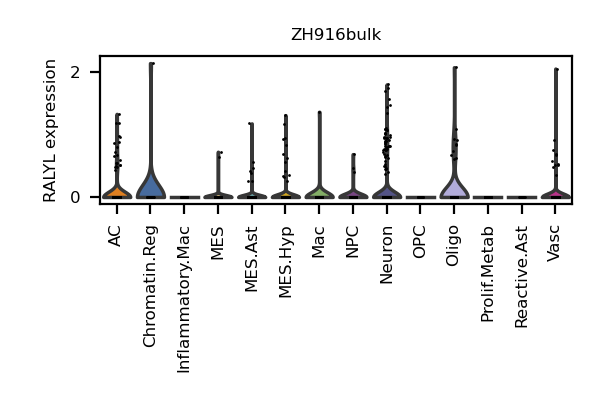 ZH916bulk
RALYL expression
2
0
AC
Chromatin.Reg
Inflammatory.Mac
MES
MES.Ast
MES.Hyp
Mac
NPC
Neuron
OPC
Oligo
Prolif.Metab
Reactive.Ast
Vasc